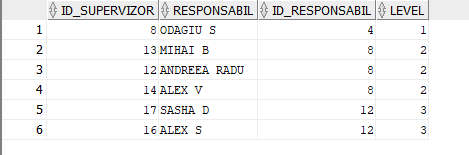 ID_SUPERVIZOR RESPONSABIL ID_RESPONSABIL LEVEL
1 8 ODAGIU S 4 1
2 13 MIHAI B 8 2
3 12 ANDREEA RADU 8 2
4 14 ALEX V 8 2
5 17 SASHA D 12 3
6 16 ALEX S 12 3